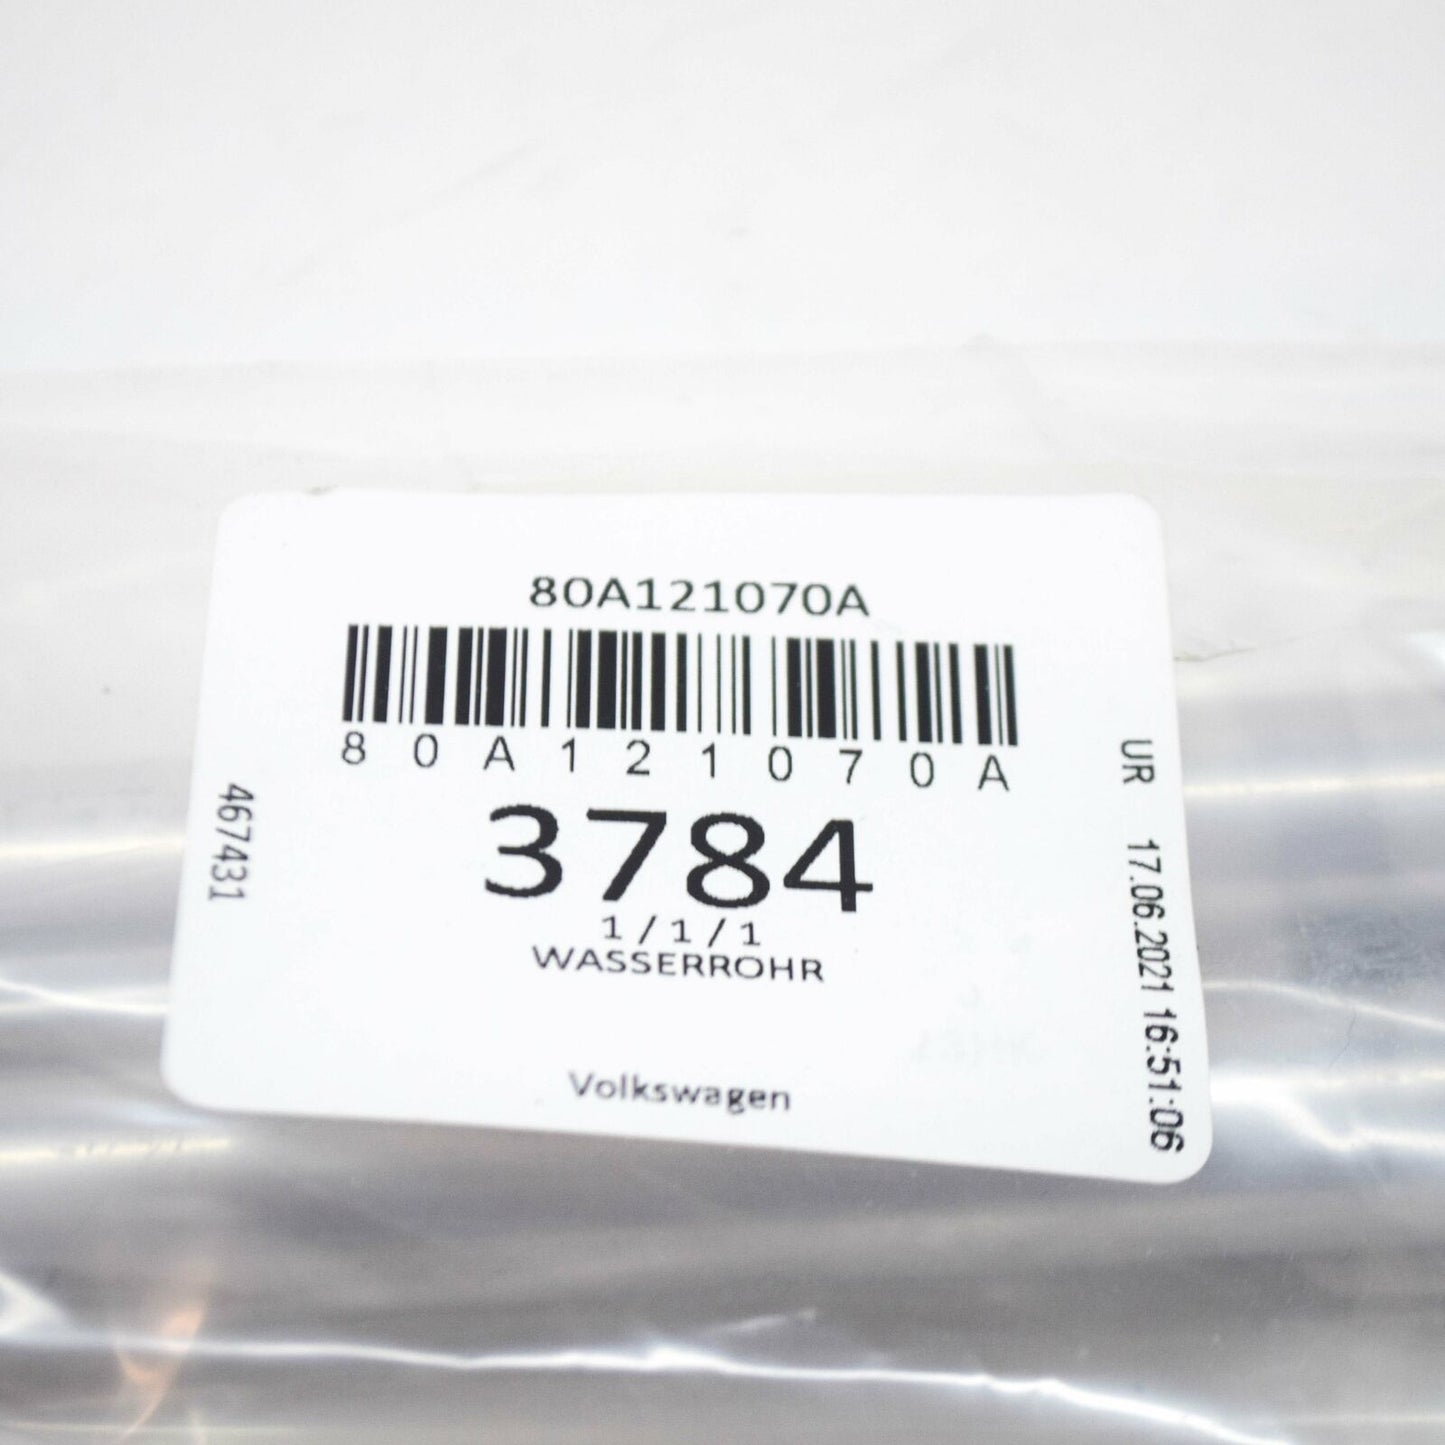 80A121070A
80A121070A
3784
1/1/1
WASSERROHR
Volkswagen
467431
UR 17.06.2021 16:51:06